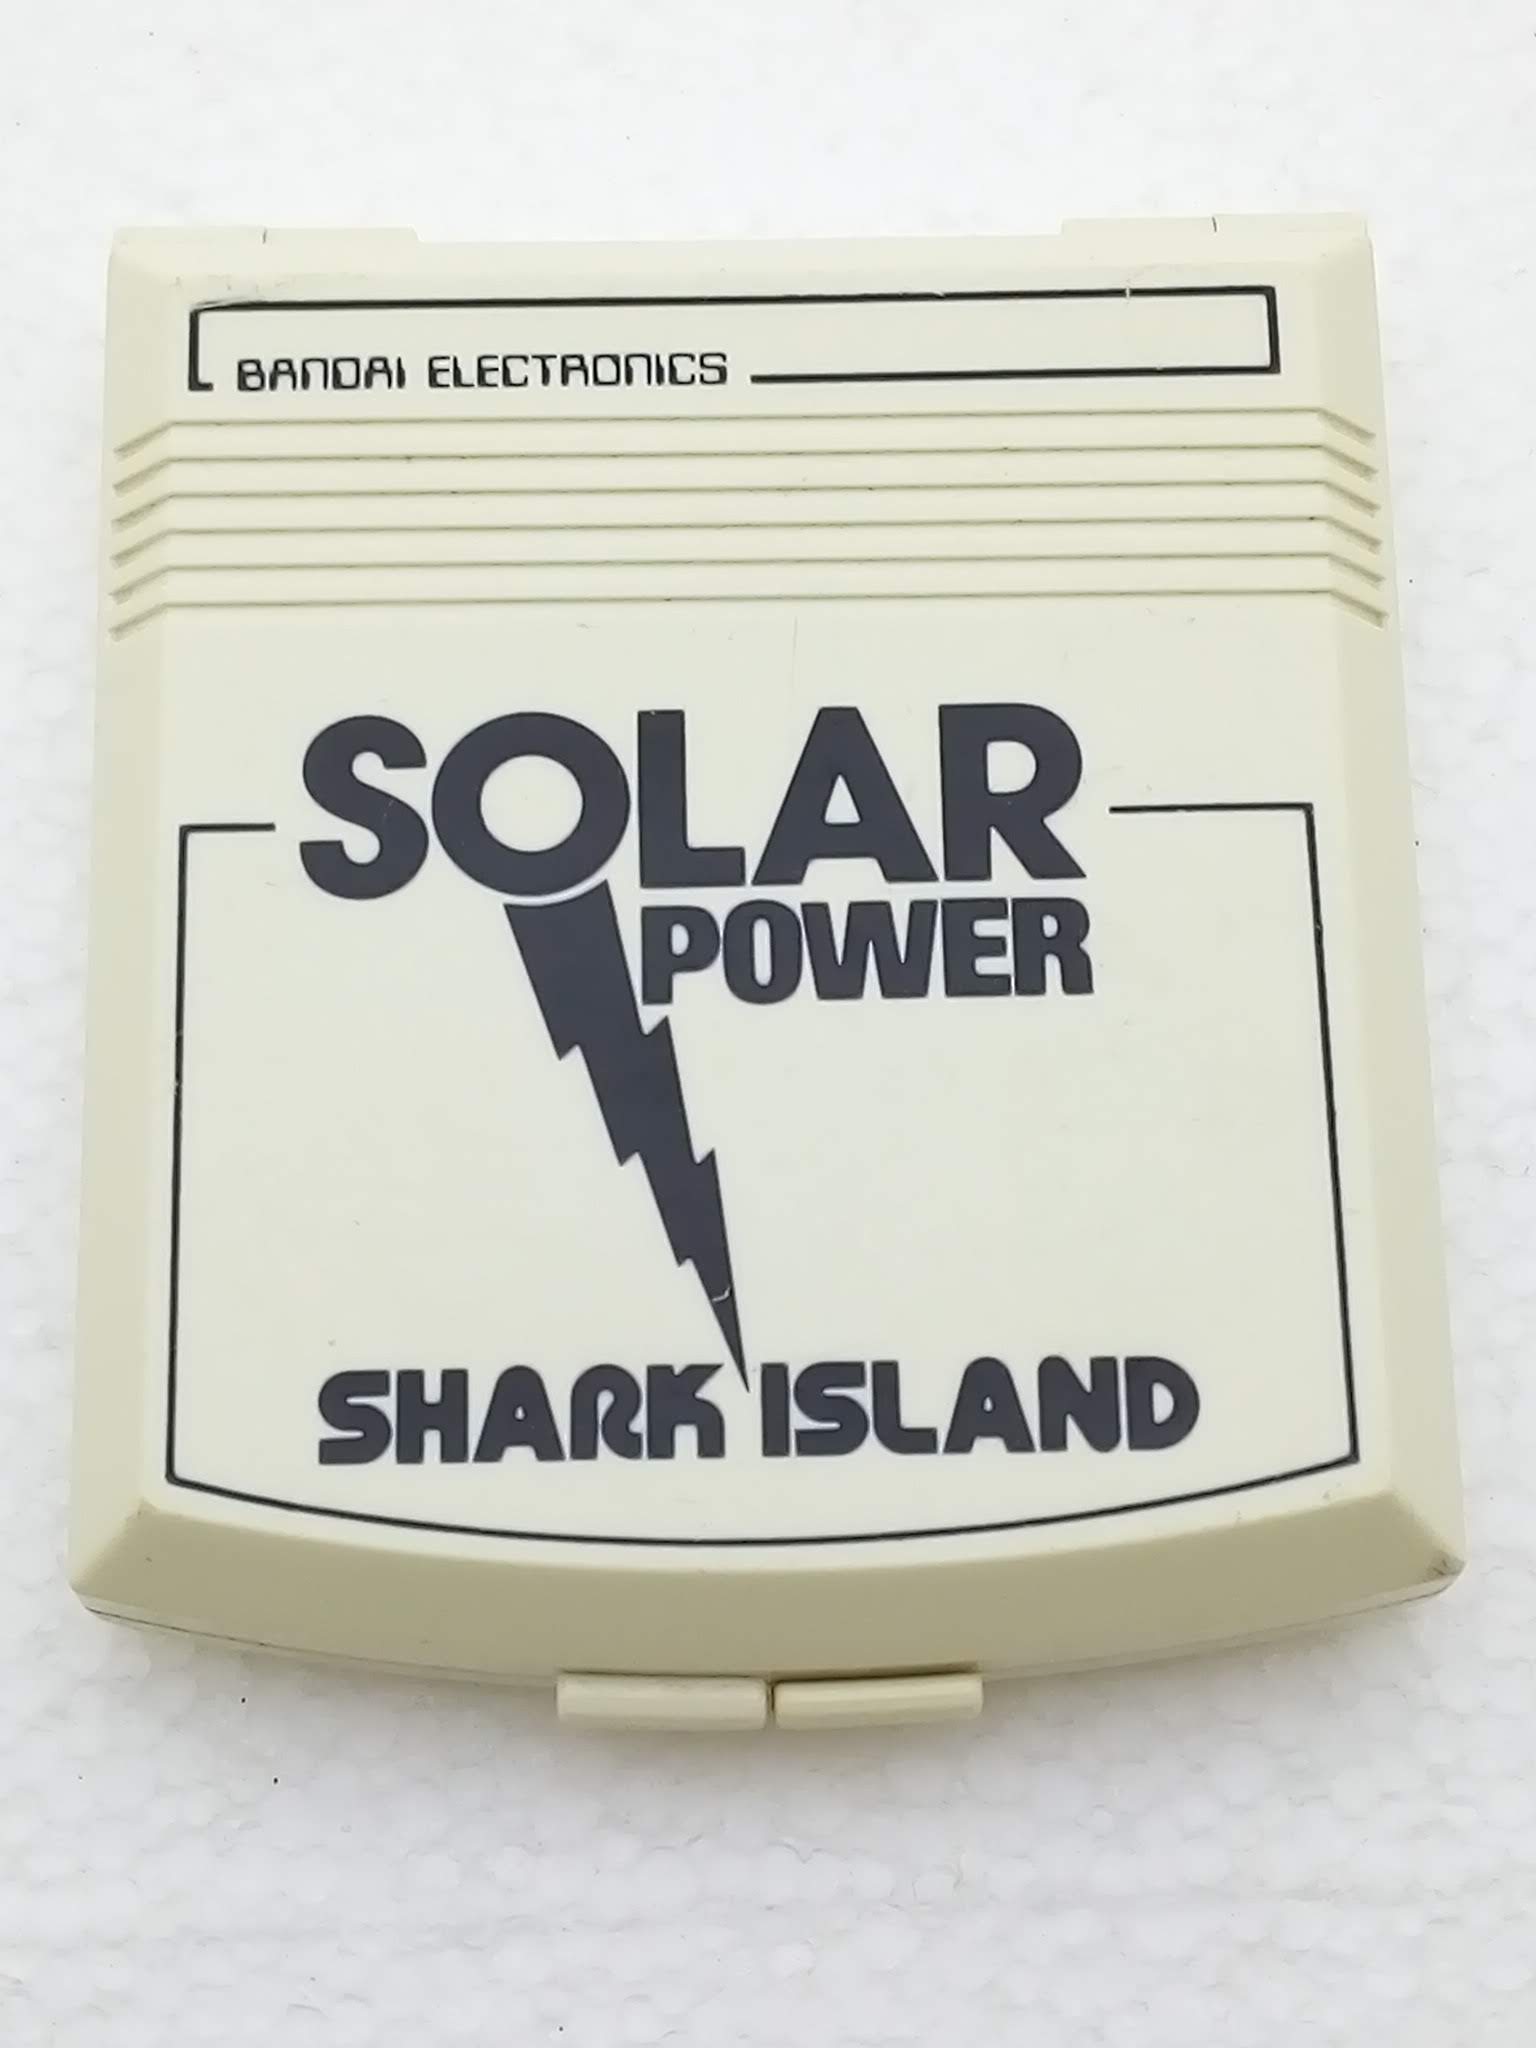 BANDAI ELECTRONICS
SOLAR
POWER
SHARK ISLAND